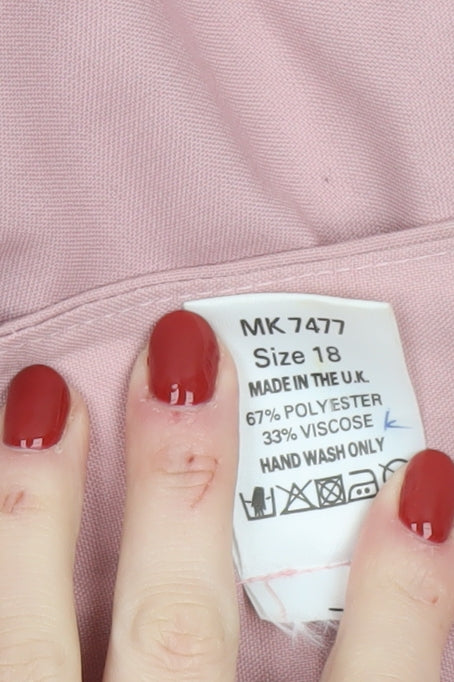 MK 7477
Size 18
MADE IN THE U.K.
67% POLYESTER
33% VISCOSE
HAND WASH ONLY